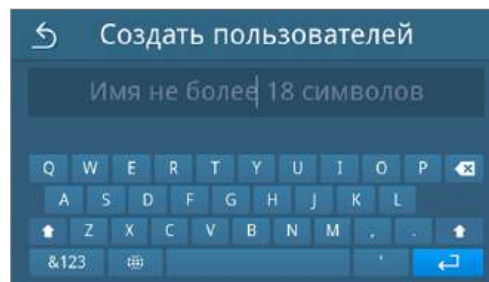 Создать пользователей
Имя не более 18 символов
Q W E R T Y U I O P
A S D F G H J K L
Z X C V B N M , .
&123 '